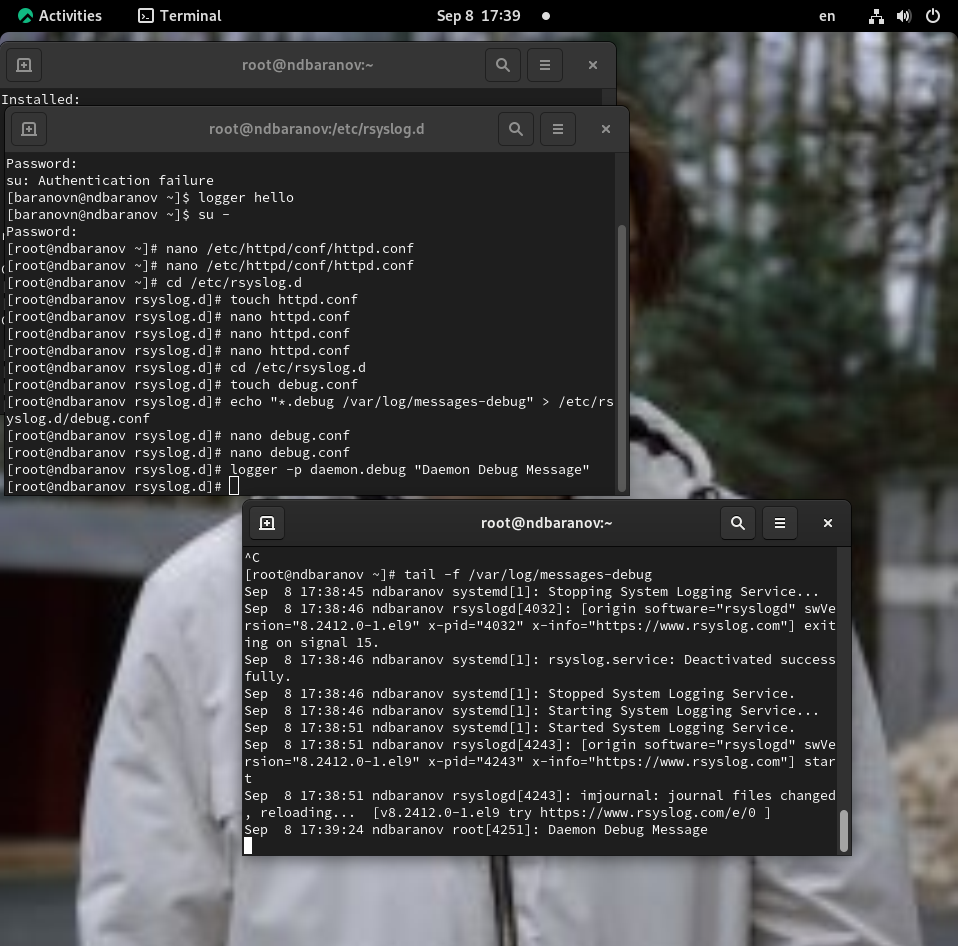 Activities Terminal Sep 8 17:39 en
root@ndbaranov:~
Installed:
root@ndbaranov:/etc/rsyslog.d
Password:
su: Authentication failure
[baranovn@ndbaranov ~]$ logger hello
[baranovn@ndbaranov ~]$ su -
Password:
[root@ndbaranov ~]# nano /etc/httpd/conf/httpd.conf
[root@ndbaranov ~]# nano /etc/httpd/conf/httpd.conf
[root@ndbaranov ~]# cd /etc/rsyslog.d
[root@ndbaranov rsyslog.d]# touch httpd.conf
[root@ndbaranov rsyslog.d]# nano httpd.conf
[root@ndbaranov rsyslog.d]# nano httpd.conf
[root@ndbaranov rsyslog.d]# nano httpd.conf
[root@ndbaranov rsyslog.d]# cd /etc/rsyslog.d
[root@ndbaranov rsyslog.d]# touch debug.conf
[root@ndbaranov rsyslog.d]# echo "*.debug /var/log/messages-debug" > /etc/rs
yslog.d/debug.conf
[root@ndbaranov rsyslog.d]# nano debug.conf
[root@ndbaranov rsyslog.d]# nano debug.conf
[root@ndbaranov rsyslog.d]# logger -p daemon.debug "Daemon Debug Message"
[root@ndbaranov rsyslog.d]#
root@ndbaranov:~
^C
[root@ndbaranov ~]# tail -f /var/log/messages-debug
Sep  8 17:38:45 ndbaranov systemd[1]: Stopping System Logging Service...
Sep  8 17:38:46 ndbaranov rsyslogd[4032]: [origin software="rsyslogd" swVe
rsion="8.2412.0-1.el9" x-pid="4032" x-info="https://www.rsyslog.com"] exit
ing on signal 15.
Sep  8 17:38:46 ndbaranov systemd[1]: rsyslog.service: Deactivated success
fully.
Sep  8 17:38:46 ndbaranov systemd[1]: Stopped System Logging Service.
Sep  8 17:38:46 ndbaranov systemd[1]: Starting System Logging Service...
Sep  8 17:38:51 ndbaranov systemd[1]: Started System Logging Service.
Sep  8 17:38:51 ndbaranov rsyslogd[4243]: [origin software="rsyslogd" swVe
rsion="8.2412.0-1.el9" x-pid="4243" x-info="https://www.rsyslog.com"] star
t
Sep  8 17:38:51 ndbaranov rsyslogd[4243]: imjournal: journal files changed
, reloading...  [v8.2412.0-1.el9 try https://www.rsyslog.com/e/0 ]
Sep  8 17:39:24 ndbaranov root[4251]: Daemon Debug Message